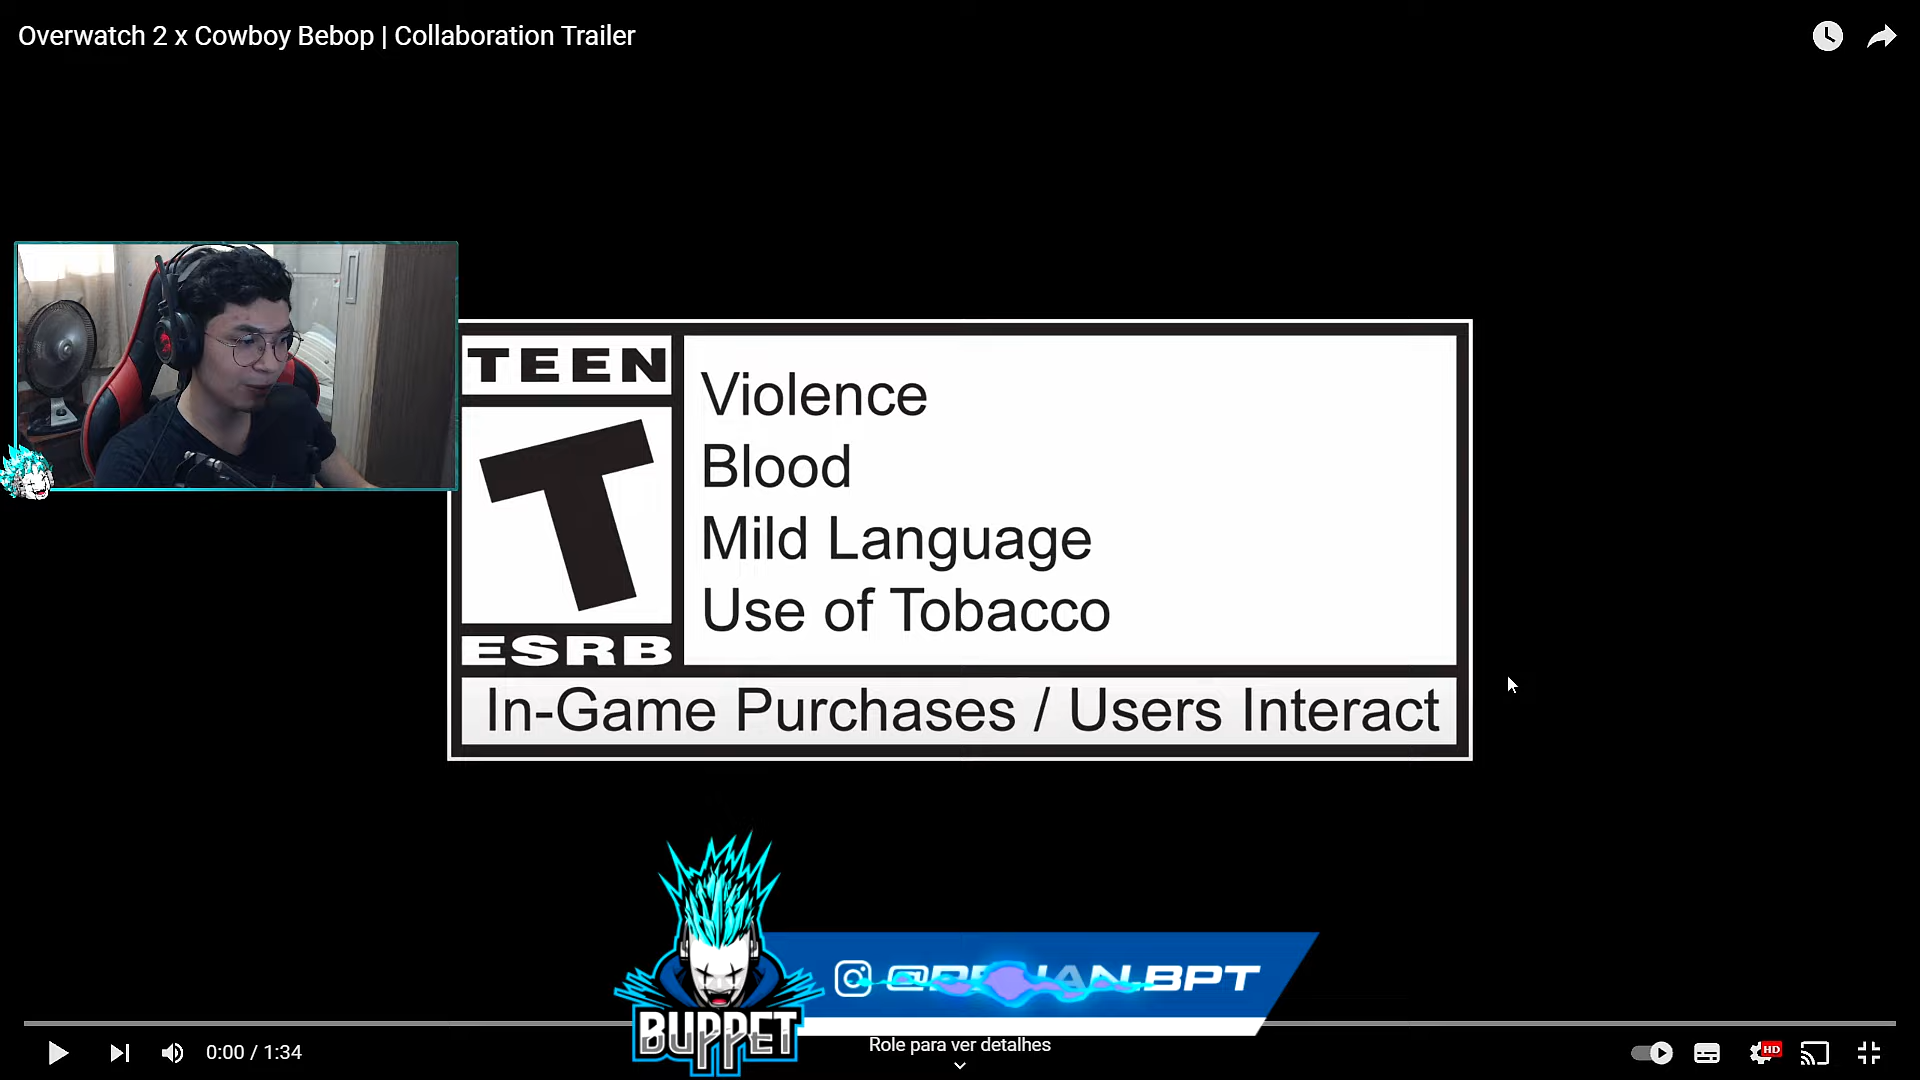 Overwatch 2 x Cowboy Bebop | Collaboration Trailer
TEEN
T
ESRB
Violence
Blood
Mild Language
Use of Tobacco
In-Game Purchases / Users Interact
BUPPET
0:00 / 1:34
Role para ver detalhes
HD